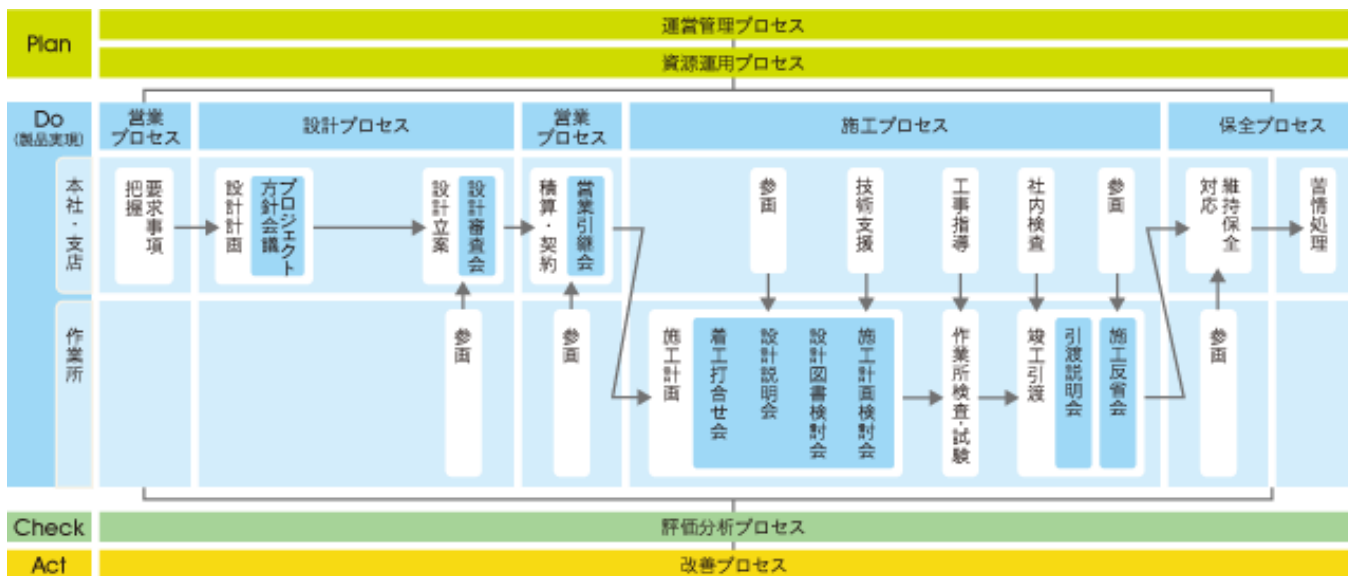 Plan
運営管理プロセス
資源運用プロセス
Do
(製品実現)
営業
プロセス
設計プロセス
営業
プロセス
施工プロセス
保全プロセス
本社・支店
要求事項
把握
設計計画
プロジェクト
方針会議
設計立案
設計審査会
積算・契約
営業引継会
参画
技術支援
工事指導
社内検査
参画
維持保全
対応
苦情処理
作業所
参画
参画
施工計画
着工打合せ会
設計説明会
設計図書検討会
施工計画検討会
作業所検査・試験
竣工引渡
引渡説明会
施工反省会
参画
Check
評価分析プロセス
Act
改善プロセス